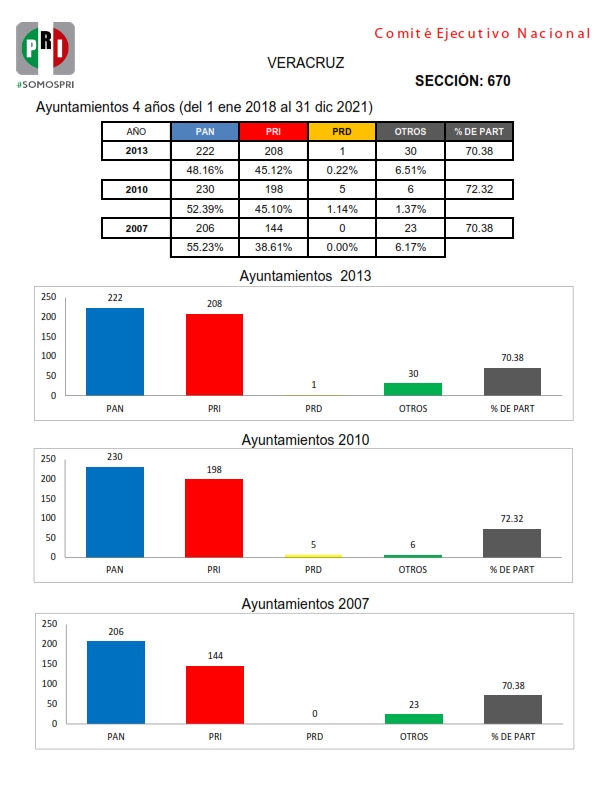 PRI
#SOMOSPRI
Comité Ejecutivo Nacional
VERACRUZ
SECCIÓN: 670
Ayuntamientos 4 años (del 1 ene 2018 al 31 dic 2021)
AÑO PAN PRI PRD OTROS % DE PART
2013 222 208 1 30 70.38
48.16% 45.12% 0.22% 6.51%
2010 230 198 5 6 72.32
52.39% 45.10% 1.14% 1.37%
2007 206 144 0 23 70.38
55.23% 38.61% 0.00% 6.17%
Ayuntamientos 2013
250
200
150
100
50
0
222 208 1 30 70.38
PAN PRI PRD OTROS % DE PART
Ayuntamientos 2010
250
200
150
100
50
0
230 198 5 6 72.32
PAN PRI PRD OTROS % DE PART
Ayuntamientos 2007
250
200
150
100
50
0
206 144 0 23 70.38
PAN PRI PRD OTROS % DE PART